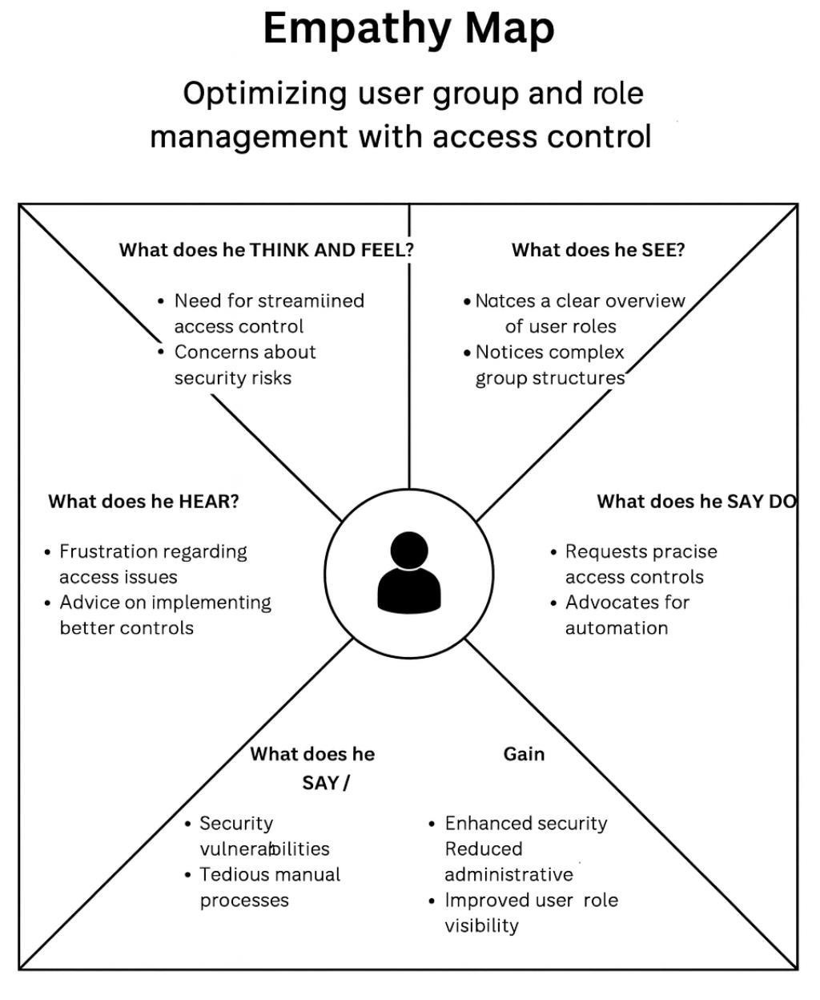 Empathy Map
Optimizing user group and role
management with access control
What does he THINK AND FEEL?
• Need for streamiined
access control
• Concerns about
security risks
What does he SEE?
• Natces a clear overview
of user roles
• Notices complex
group structures
What does he HEAR?
• Frustration regarding
access issues
• Advice on implementing
better controls
What does he SAY DO
• Requests pracise
access controls
• Advocates for
automation
What does he
SAY /
• Security
vulnerabilities
• Tedious manual
processes
Gain
• Enhanced security
Reduced
administrative
• Improved user role
visibility